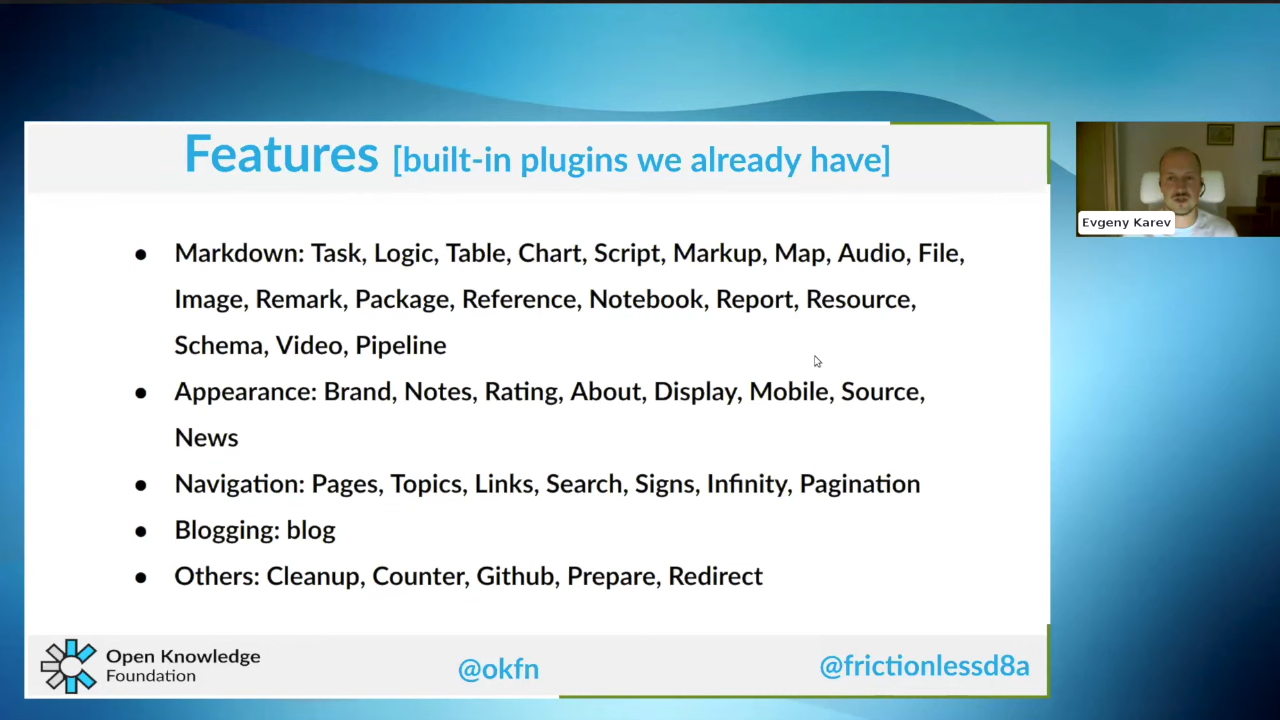 Features [built-in plugins we already have]
Evgeny Karev
● Markdown: Task, Logic, Table, Chart, Script, Markup, Map, Audio, File,
Image, Remark, Package, Reference, Notebook, Report, Resource,
Schema, Video, Pipeline
● Appearance: Brand, Notes, Rating, About, Display, Mobile, Source,
News
● Navigation: Pages, Topics, Links, Search, Signs, Infinity, Pagination
● Blogging: blog
● Others: Cleanup, Counter, Github, Prepare, Redirect
Open Knowledge
Foundation
@okfn
@frictionlessd8a